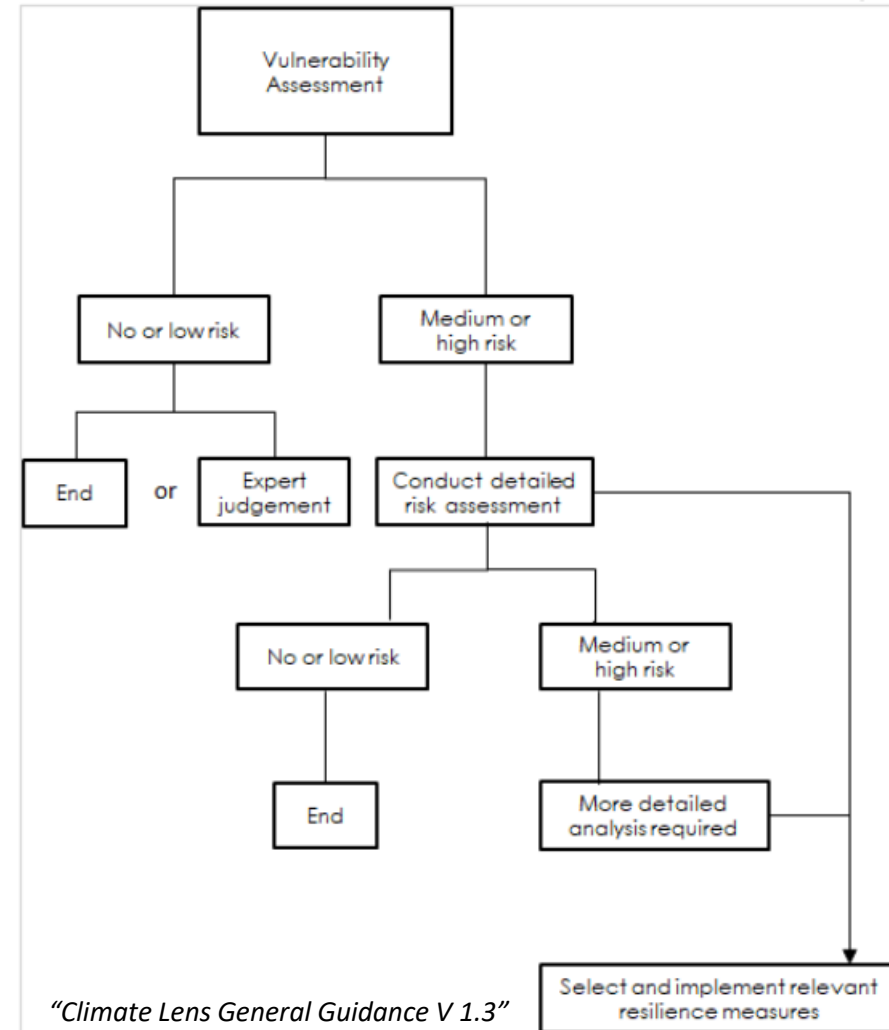 Vulnerability
Assessment
No or low risk
Medium or
high risk
End
or
Expert
judgement
Conduct detailed
risk assessment
No or low risk
Medium or
high risk
End
More detailed
analysis required
Select and implement relevant
resilience measures
“Climate Lens General Guidance V 1.3”